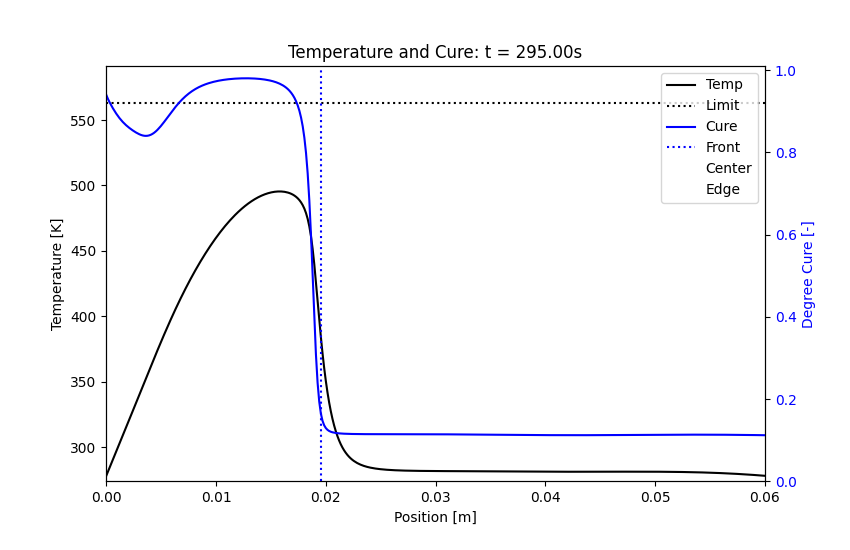 Temperature and Cure: t = 295.00s
Temp
Limit
Cure
Front
Center
Edge
550
500
450
400
350
300
Temperature [K]
1.0
0.8
0.6
0.4
0.2
0.0
Degree Cure [-]
0.00 0.01 0.02 0.03 0.04 0.05 0.06
Position [m]